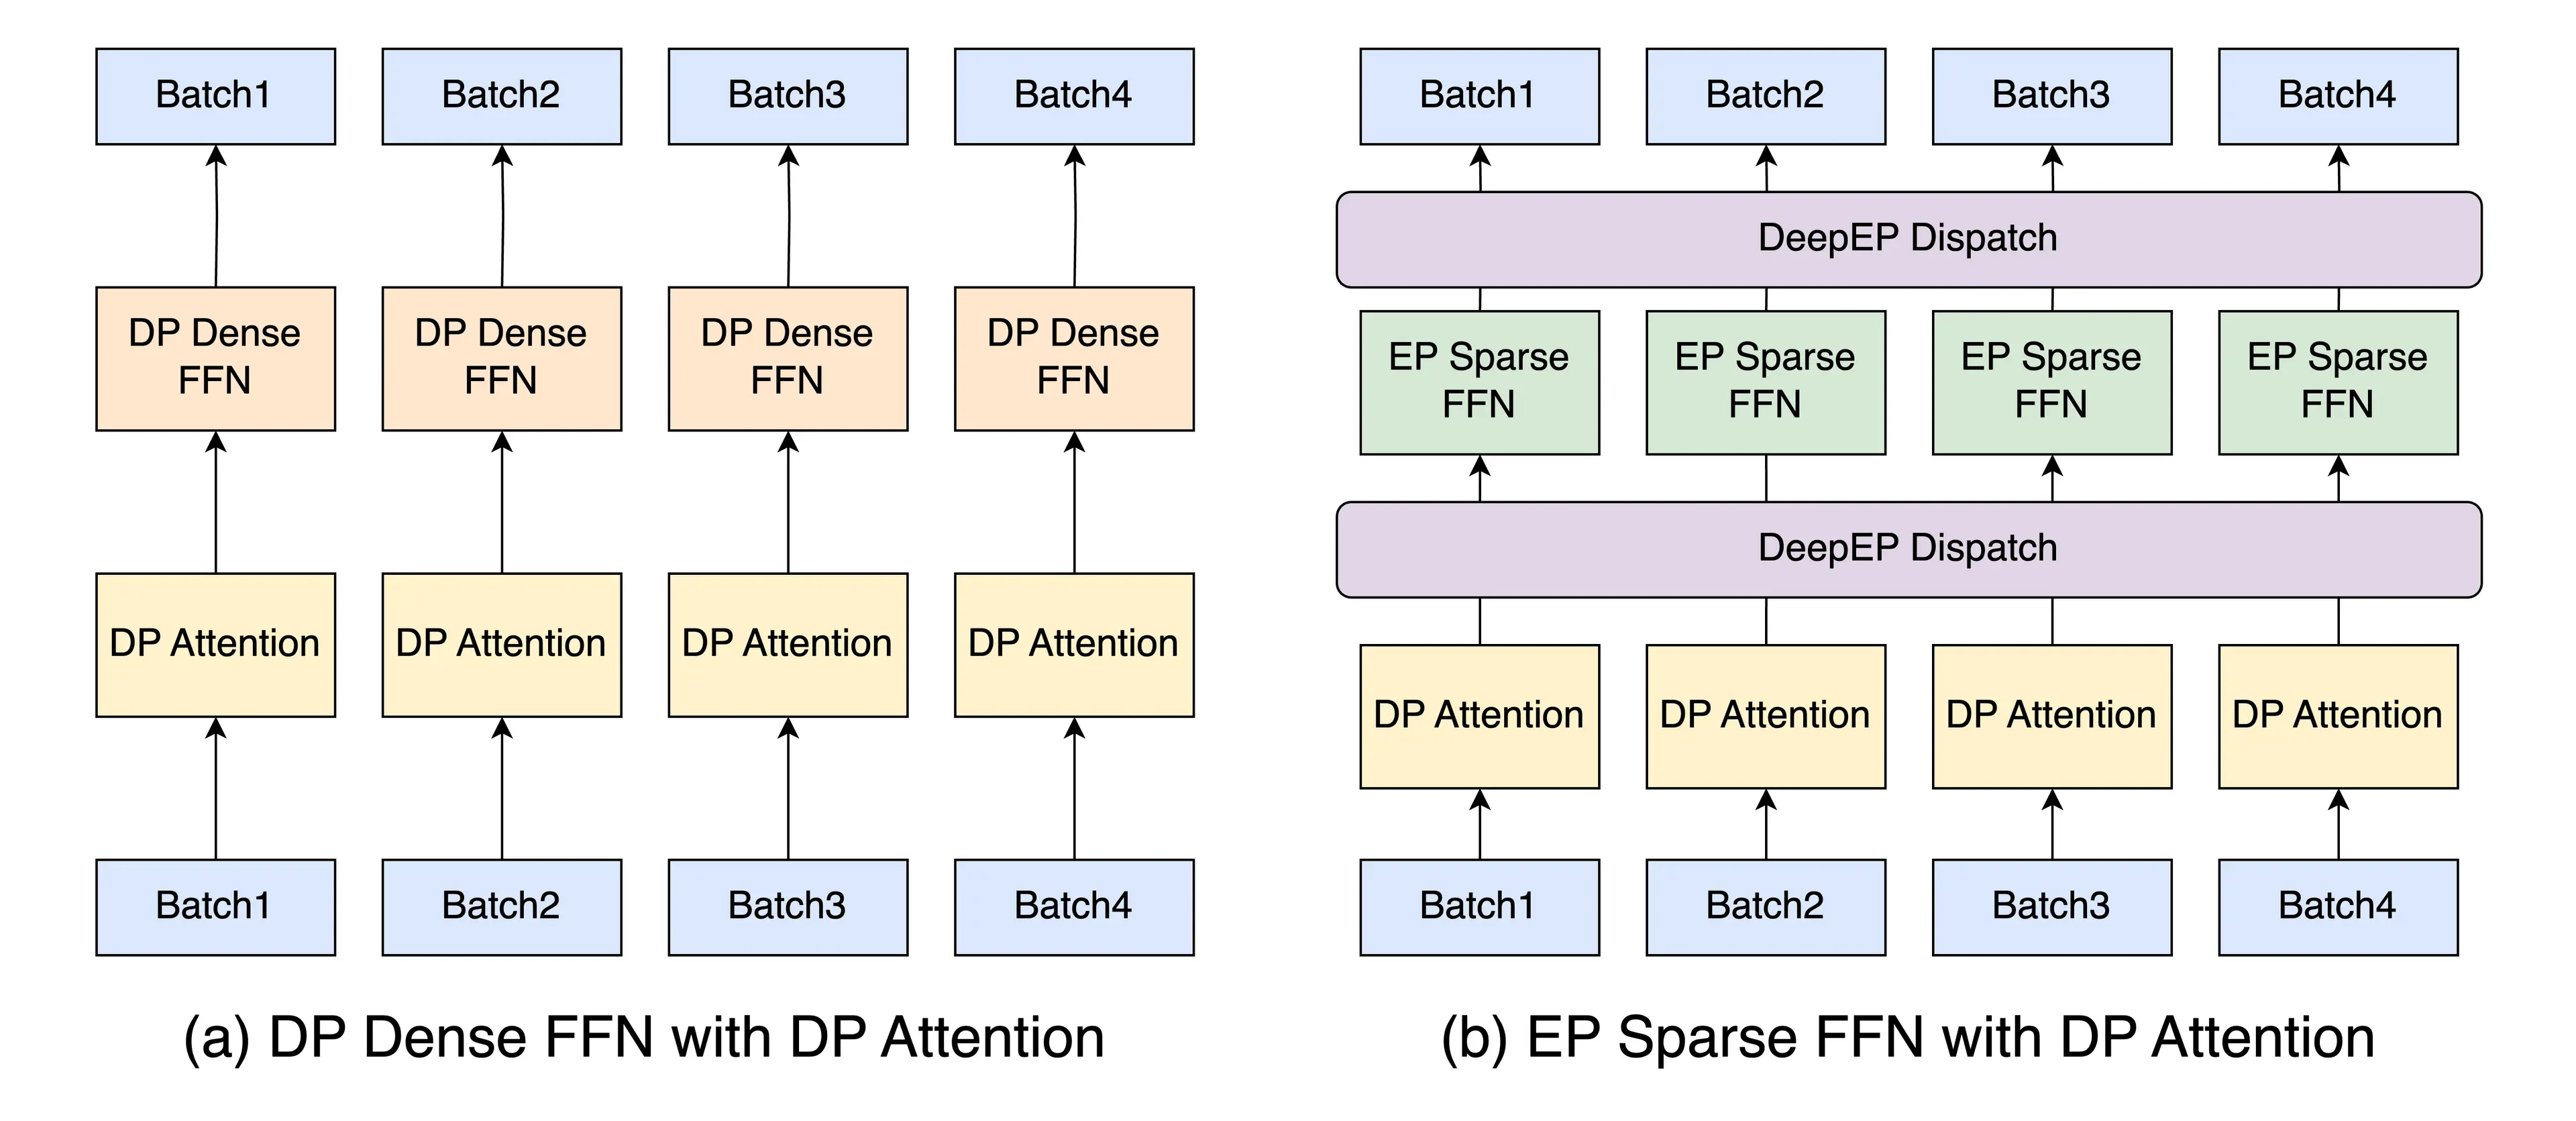 Batch1
Batch2
Batch3
Batch4
DP Dense
FFN
DP Dense
FFN
DP Dense
FFN
DP Dense
FFN
DP Attention
DP Attention
DP Attention
DP Attention
Batch1
Batch2
Batch3
Batch4
(a) DP Dense FFN with DP Attention
Batch1
Batch2
Batch3
Batch4
DeepEP Dispatch
EP Sparse
FFN
EP Sparse
FFN
EP Sparse
FFN
EP Sparse
FFN
DeepEP Dispatch
DP Attention
DP Attention
DP Attention
DP Attention
Batch1
Batch2
Batch3
Batch4
(b) EP Sparse FFN with DP Attention